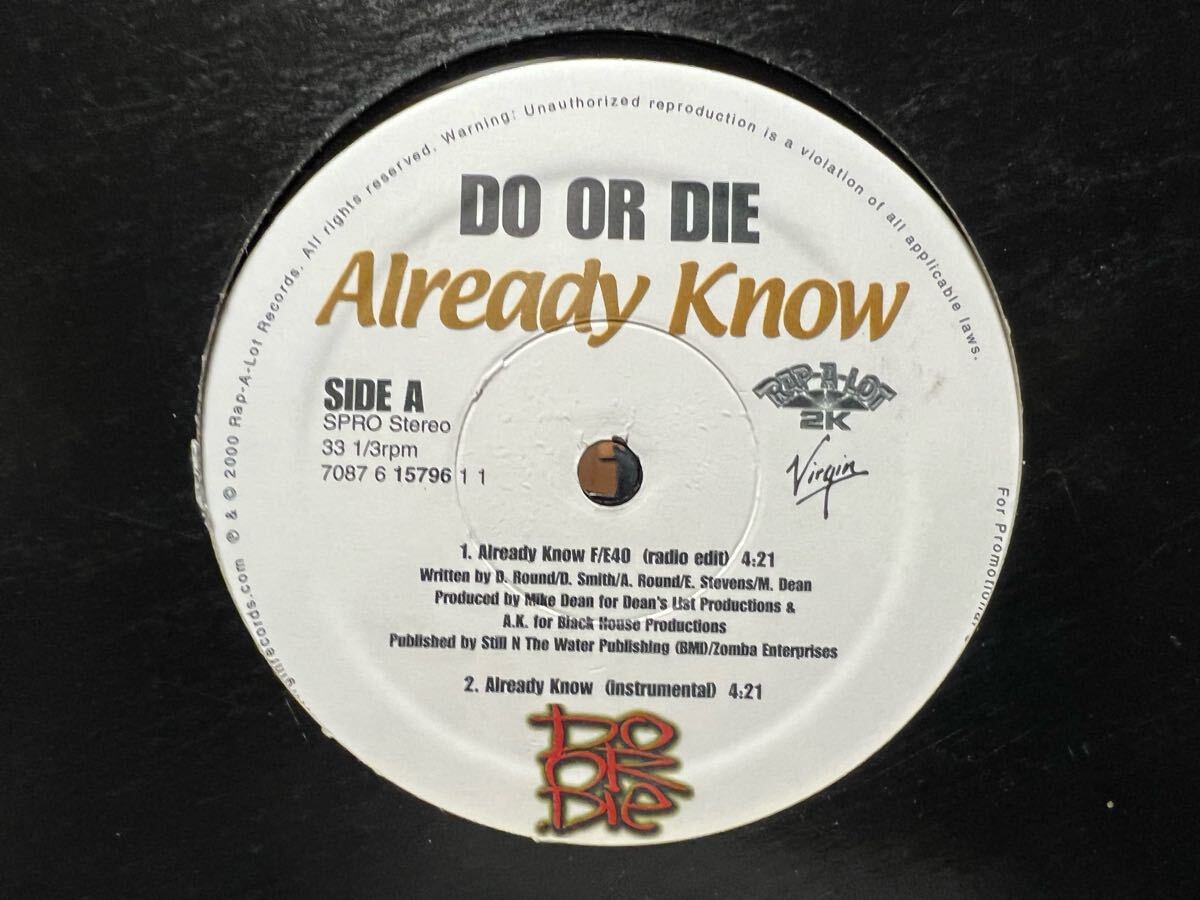 ℗ & © 2000 Rap-A-Lot Records. All rights reserved. Warning: Unauthorized reproduction is a violation of all applicable laws.
DO OR DIE
Already Know
SIDE A
SPRO Stereo
33 1/3rpm
7087 6 15796 1 1
RAP-A-LOT
2K
Virgin
For Promotional
1. Already Know F/E40 (radio edit) 4:21
Written by D. Round/D. Smith/A. Round/E. Stevens/M. Dean
Produced by Mike Dean for Dean's List Productions &
A.K. for Black House Productions
Published by Still N The Water Publishing (BMI)/Zomba Enterprises
2. Already Know (instrumental) 4:21
DO
OR
DIE